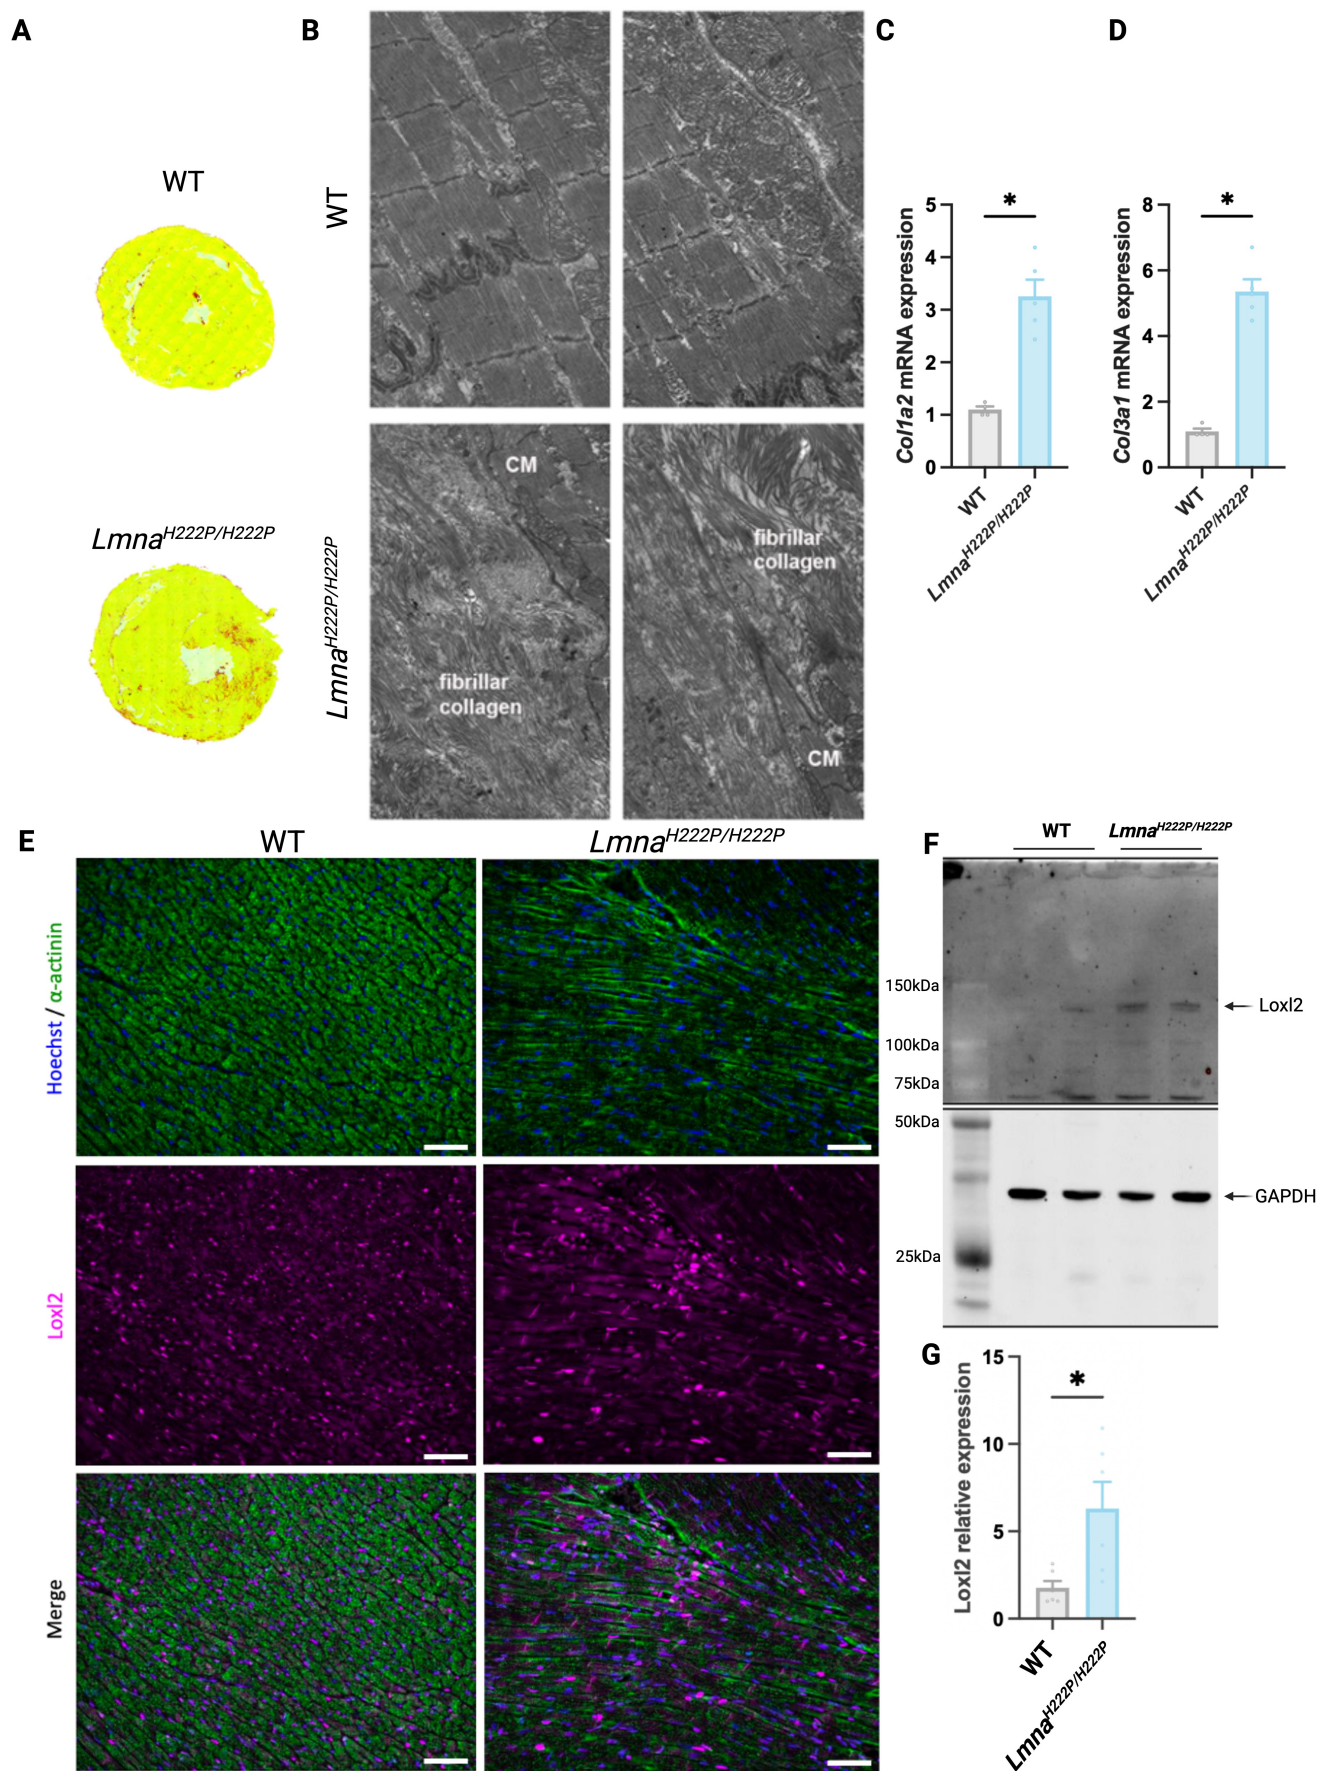 A
B
C
D
WT
Lmna^H222P/H222P
WT
Lmna^H222P/H222P
CM
fibrillar
collagen
fibrillar
collagen
CM
Col1a2 mRNA expression
5
4
3
2
1
0
*
WT
Lmna^H222P/H222P
Col3a1 mRNA expression
8
6
4
2
0
*
WT
Lmna^H222P/H222P
E
WT
Lmna^H222P/H222P
Hoechst / α-actinin
Loxl2
Merge
F
WT
Lmna^H222P/H222P
150kDa
Loxl2
100kDa
75kDa
50kDa
GAPDH
25kDa
G
Loxl2 relative expression
15
10
5
0
*
WT
Lmna^H222P/H222P